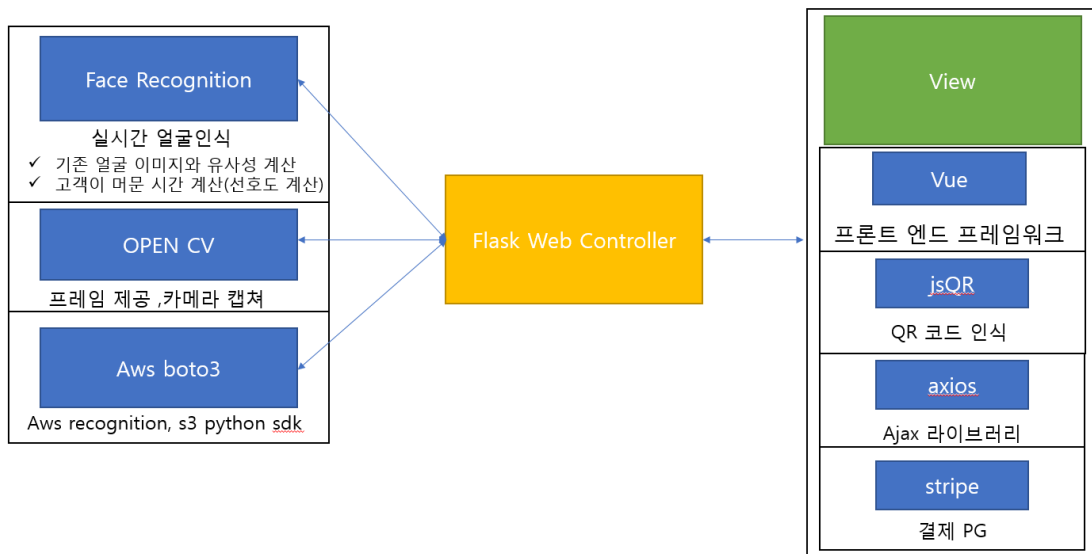 Face Recognition
실시간 얼굴인식
✓ 기존 얼굴 이미지와 유사성 계산
✓ 고객이 머문 시간 계산(선호도 계산)
OPEN CV
프레임 제공 ,카메라 캡쳐
Aws boto3
Aws recognition, s3 python sdk
Flask Web Controller
View
Vue
프론트 엔드 프레임워크
jsQR
QR 코드 인식
axios
Ajax 라이브러리
stripe
결제 PG